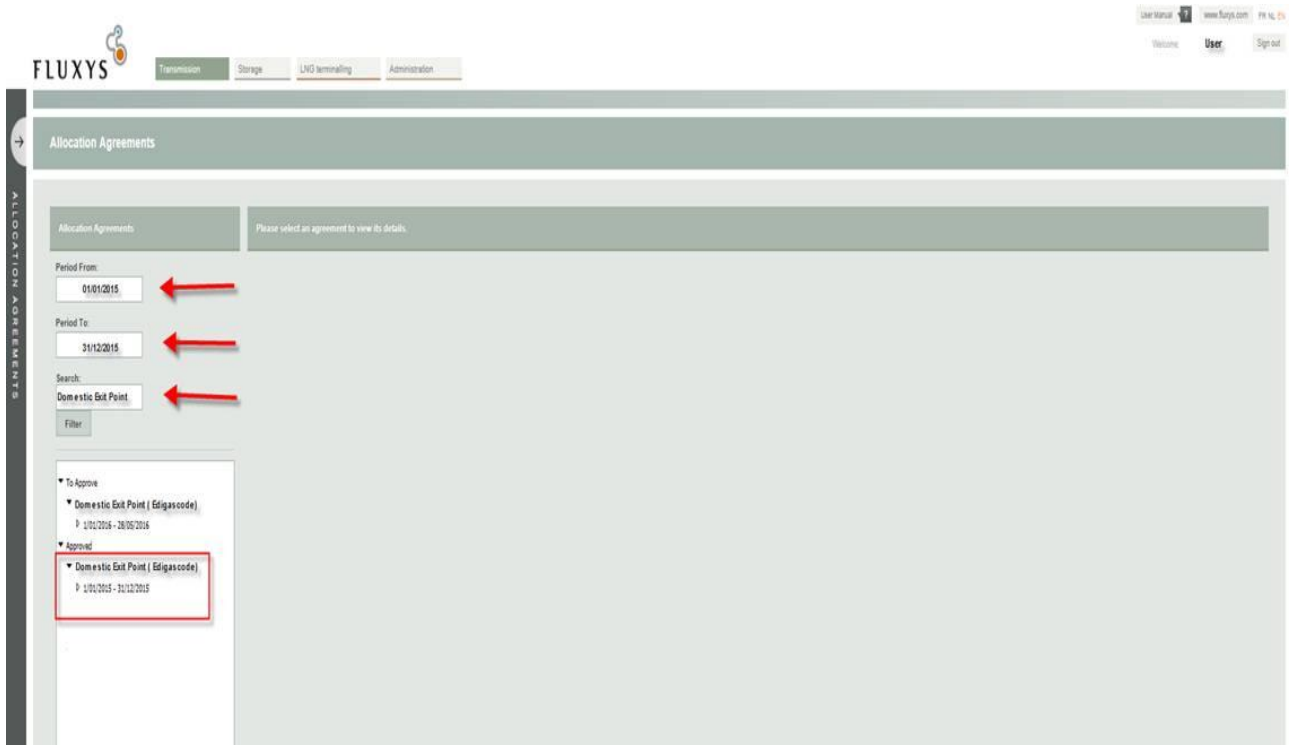 User Manual ? www.fluxys.com FR NL EN
Welcome User Sign out
FLUXYS
Transmission Storage LNG terminalling Administration
Allocation Agreements
ALLOCATION AGREEMENTS
Allocation Agreements
Please select an agreement to view its details.
Period From:
01/01/2015
Period To:
31/12/2015
Search:
Domestic Exit Point
Filter
To Approve
Domestic Exit Point ( Edigascode)
1/01/2016 - 28/05/2016
Approved
Domestic Exit Point ( Edigascode)
1/01/2015 - 31/12/2015